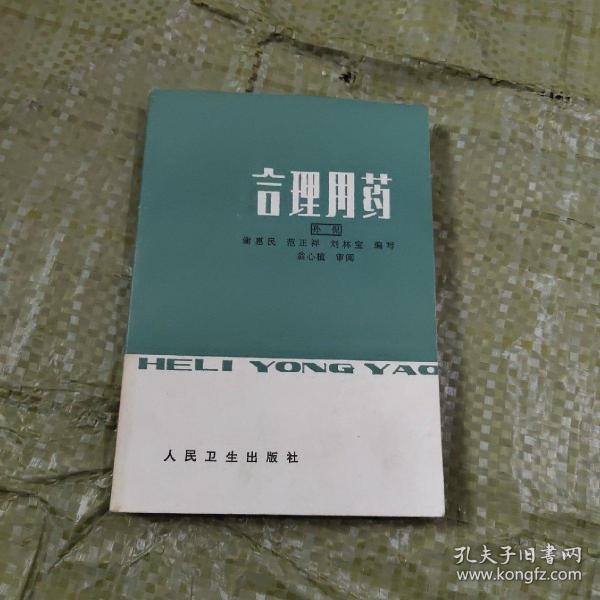 合理用药
孙倪
谢惠民 范正祥 刘林宝 编写
翁心植 审阅
HELI YONG YAO
人民卫生出版社
孔夫子旧书网
www.kongfz.com